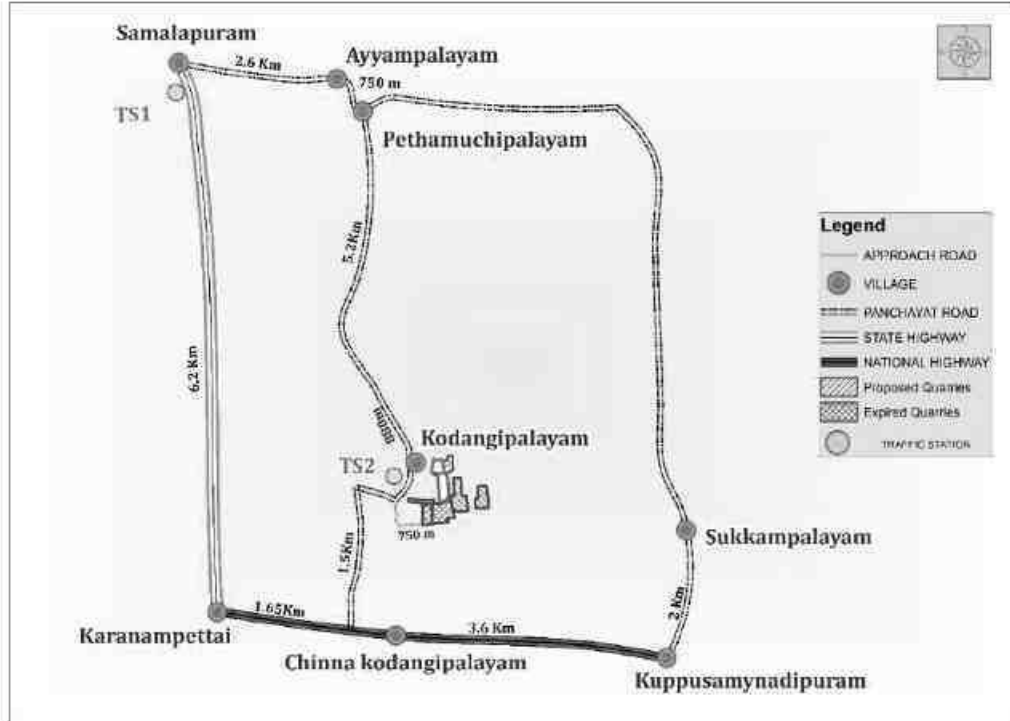 Samalapuram
2.6 Km
Ayyampalayam
750 m
TS1
Pethamuchipalayam
5.2Km
6.2 Km
Legend
APPROACH ROAD
VILLAGE
PANCHAYAT ROAD
STATE HIGHWAY
NATIONAL HIGHWAY
Proposed Quarries
Expired Quarries
TRAFFIC STATION
Kodangipalayam
TS2
750 m
1.5Km
Sukkampalayam
2 Km
1.65Km
3.6 Km
Karanampettai
Chinna kodangipalayam
Kuppusamynadipuram